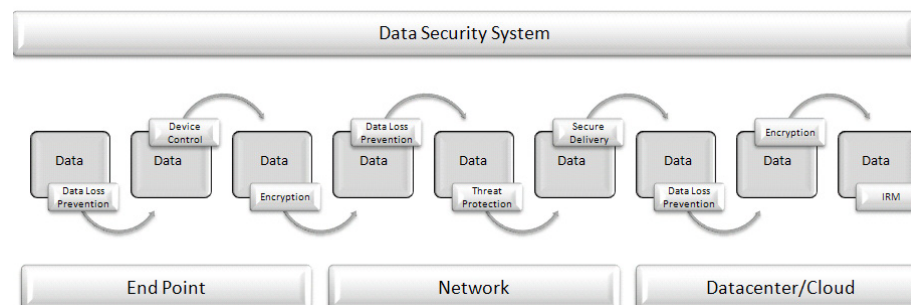 Data Security System
Device
Control
Data Loss
Prevention
Secure
Delivery
Encryption
Data
Data
Data
Data
Data
Data
Data
Data
Data
Data Loss
Prevention
Encryption
Threat
Protection
Data Loss
Prevention
IRM
End Point
Network
Datacenter/Cloud